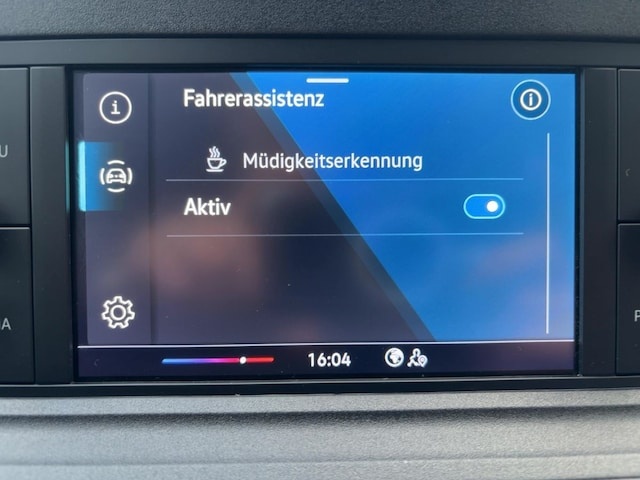 Fahrerassistenz
Müdigkeitserkennung
Aktiv
16:04